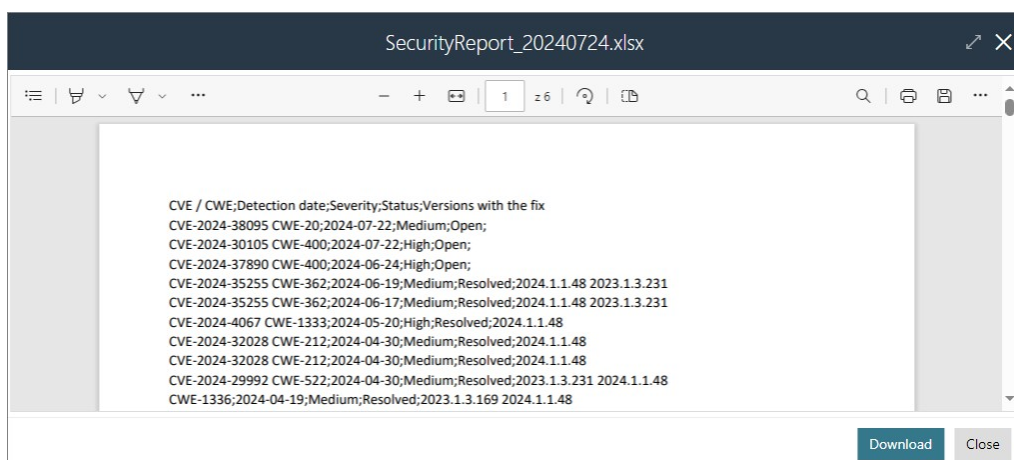 SecurityReport_20240724.xlsx
1 z 6
CVE / CWE;Detection date;Severity;Status;Versions with the fix
CVE-2024-38095 CWE-20;2024-07-22;Medium;Open;
CVE-2024-30105 CWE-400;2024-07-22;High;Open;
CVE-2024-37890 CWE-400;2024-06-24;High;Open;
CVE-2024-35255 CWE-362;2024-06-19;Medium;Resolved;2024.1.1.48 2023.1.3.231
CVE-2024-35255 CWE-362;2024-06-17;Medium;Resolved;2024.1.1.48 2023.1.3.231
CVE-2024-4067 CWE-1333;2024-05-20;High;Resolved;2024.1.1.48
CVE-2024-32028 CWE-212;2024-04-30;Medium;Resolved;2024.1.1.48
CVE-2024-32028 CWE-212;2024-04-30;Medium;Resolved;2024.1.1.48
CVE-2024-29992 CWE-522;2024-04-30;Medium;Resolved;2023.1.3.231 2024.1.1.48
CWE-1336;2024-04-19;Medium;Resolved;2023.1.3.169 2024.1.1.48
Download Close